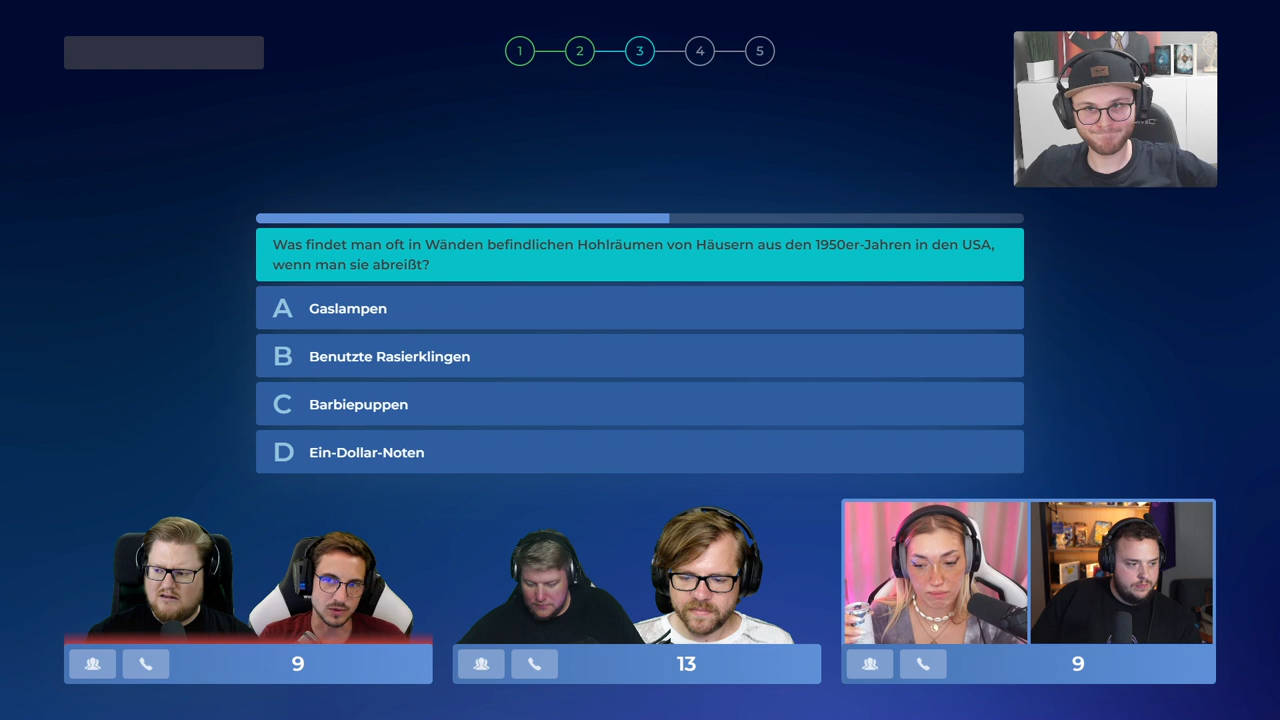 1 2 3 4 5
Was findet man oft in Wänden befindlichen Hohlräumen von Häusern aus den 1950er-Jahren in den USA,
wenn man sie abreißt?
A Gaslampen
B Benutzte Rasierklingen
C Barbiepuppen
D Ein-Dollar-Noten
9
13
9